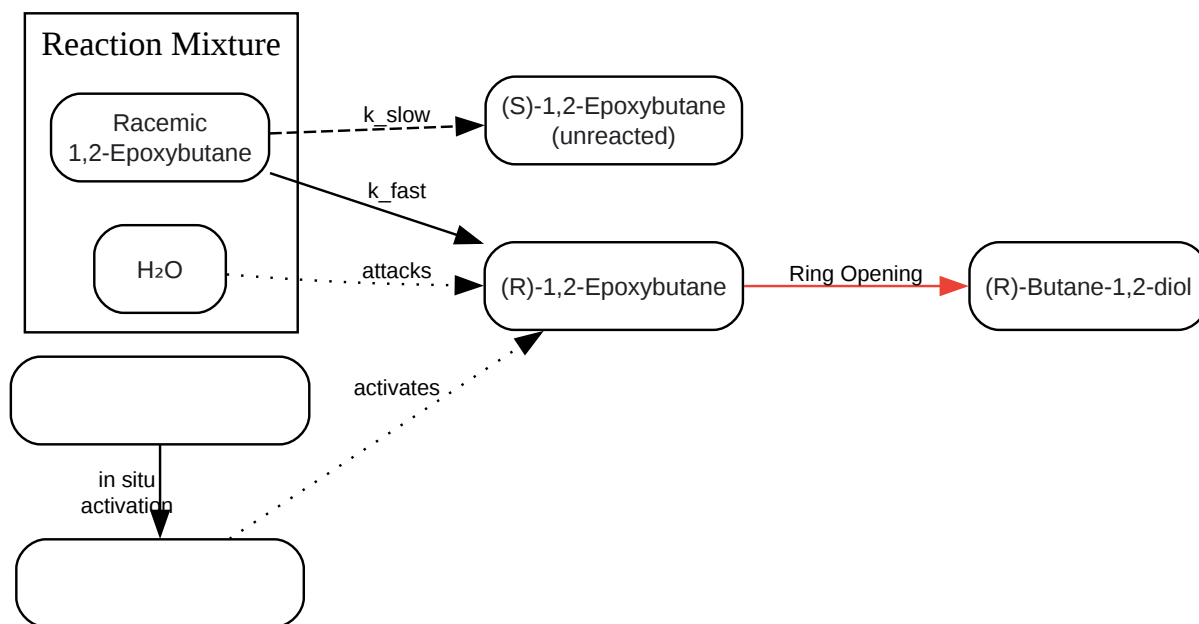 Reaction Mixture
Racemic
1,2-Epoxybutane
k_slow
(S)-1,2-Epoxybutane
(unreacted)
k_fast
H₂O
attacks
(R)-1,2-Epoxybutane
Ring Opening
(R)-Butane-1,2-diol
activates
in situ
activation